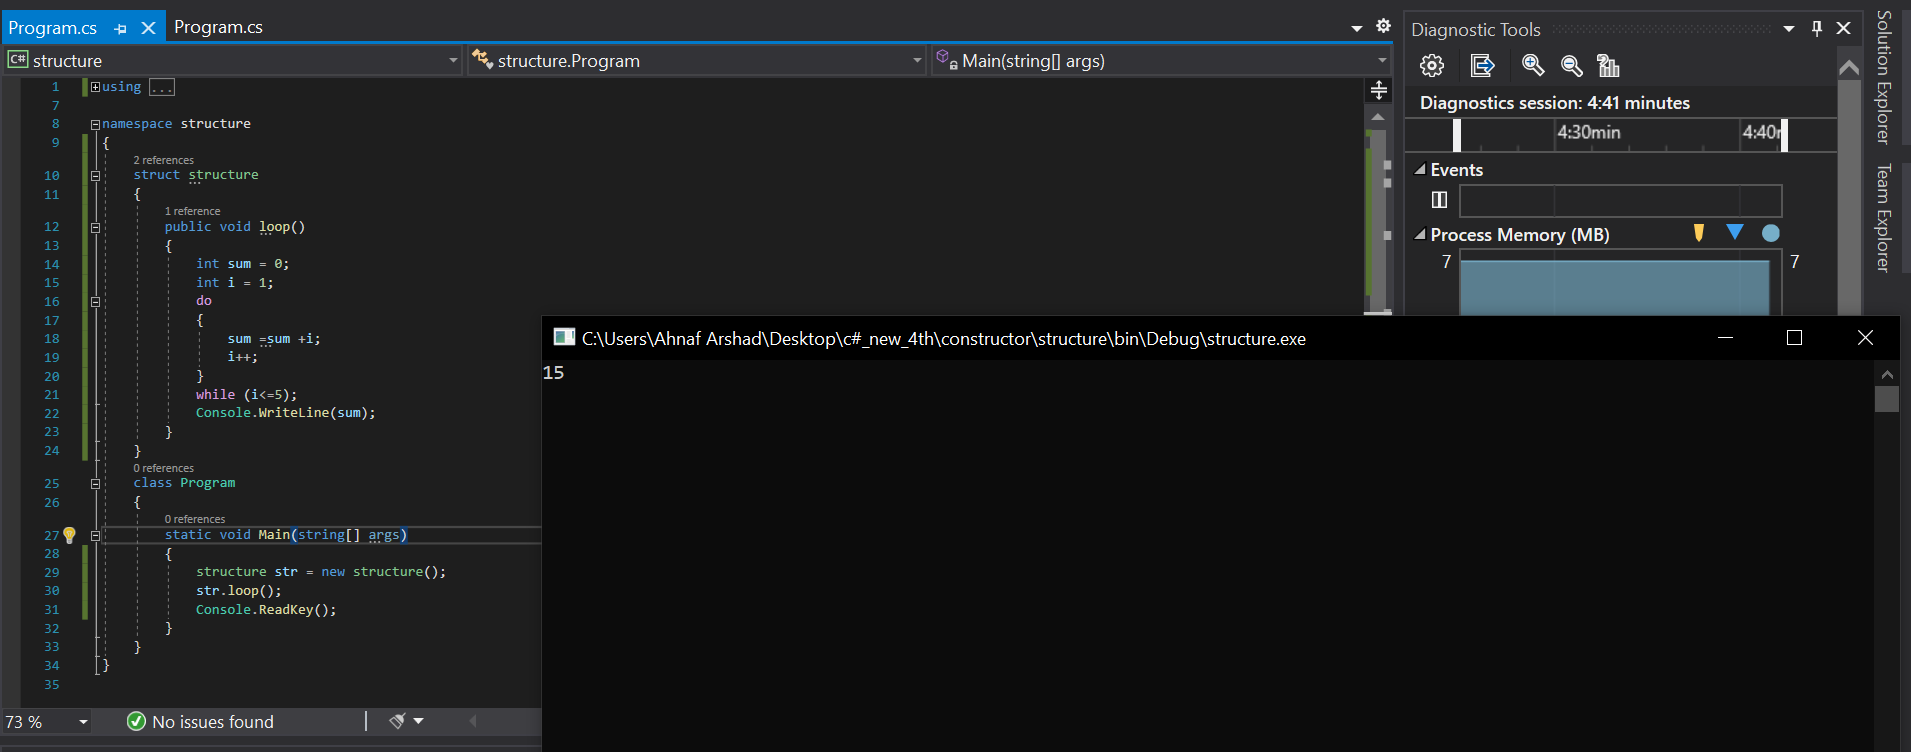 Program.cs
Program.cs
structure
structure.Program
Main(string[] args)
1 using ...
7
8 namespace structure
9 {
2 references
10 struct structure
11 {
1 reference
12 public void loop()
13 {
14 int sum = 0;
15 int i = 1;
16 do
17 {
18 sum =sum +i;
19 i++;
20 }
21 while (i<=5);
22 Console.WriteLine(sum);
23 }
24 }
0 references
25 class Program
26 {
0 references
27 static void Main(string[] args)
28 {
29 structure str = new structure();
30 str.loop();
31 Console.ReadKey();
32 }
33 }
34 }
35
73 %
No issues found
Diagnostic Tools
Diagnostics session: 4:41 minutes
4:30min
4:40
Events
Process Memory (MB)
7
7
Solution Explorer
Team Explorer
C:\Users\Ahnaf Arshad\Desktop\c#_new_4th\constructor\structure\bin\Debug\structure.exe
15